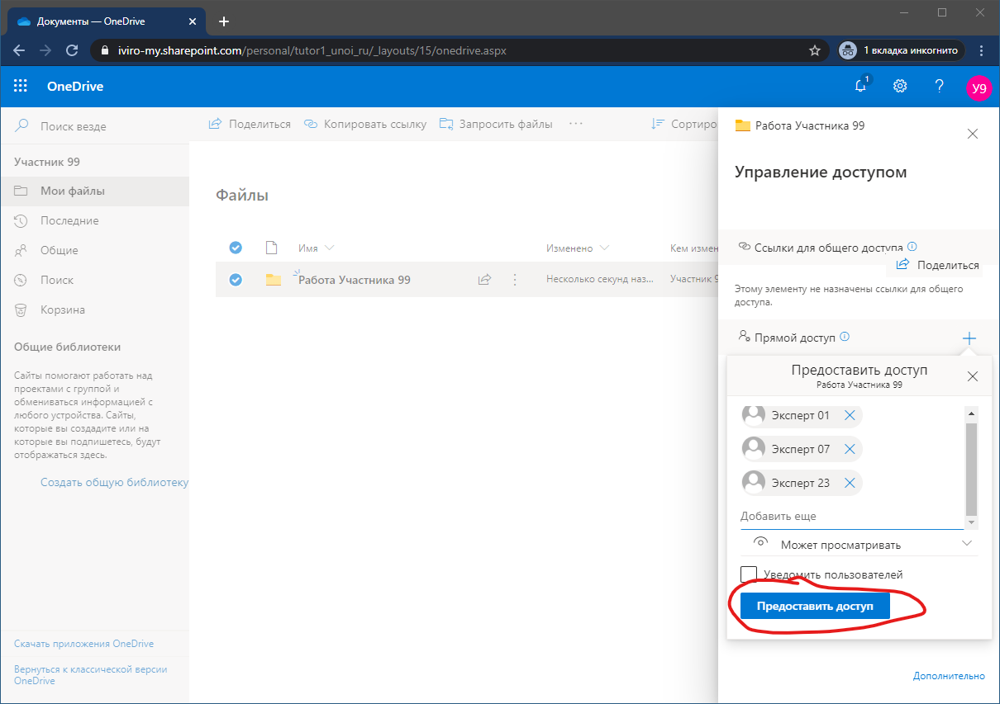 Документы — OneDrive
iviro-my.sharepoint.com/personal/tutor1_unoi_ru/_layouts/15/onedrive.aspx
1 вкладка инкогнито
OneDrive
1
?
У9
Поиск везде
Поделиться
Копировать ссылку
Запросить файлы
...
Сортиро
Участник 99
Мои файлы
Последние
Общие
Поиск
Корзина
Общие библиотеки
Сайты помогают работать над
проектами с группой и
обмениваться информацией с
любого устройства. Сайты,
которые вы создадите или на
которые вы подпишетесь, будут
отображаться здесь.
Создать общую библиотеку
Скачать приложения OneDrive
Вернуться к классической версии
OneDrive
Файлы
Имя
Изменено
Кем измен
Работа Участника 99
Несколько секунд наз...
Участник 9
Работа Участника 99
Управление доступом
Ссылки для общего доступа
Поделиться
Этому элементу не назначены ссылки для общего
доступа.
Прямой доступ
Предоставить доступ
Работа Участника 99
Эксперт 01
Эксперт 07
Эксперт 23
Добавить еще
Может просматривать
Уведомить пользователей
Предоставить доступ
Дополнительно